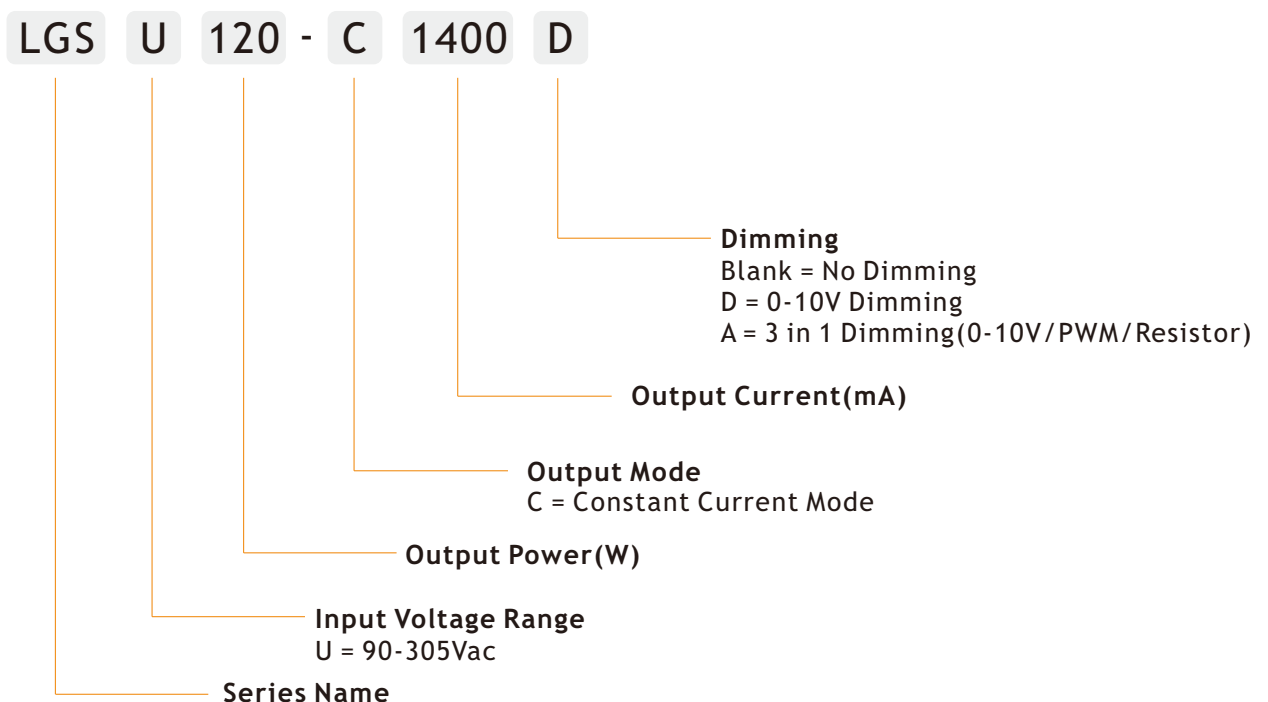 LGS U 120 - C 1400 D
Dimming
Blank = No Dimming
D = 0-10V Dimming
A = 3 in 1 Dimming(0-10V/PWM/Resistor)
Output Current(mA)
Output Mode
C = Constant Current Mode
Output Power(W)
Input Voltage Range
U = 90-305Vac
Series Name